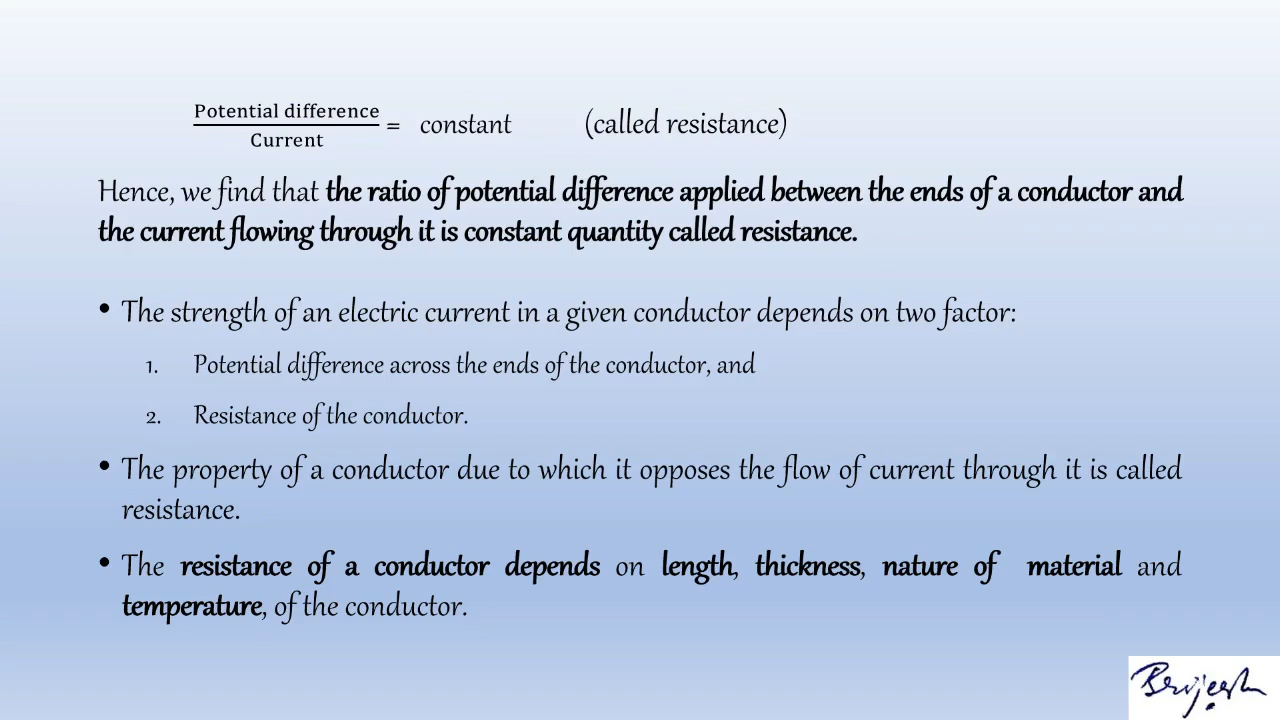 Potential difference
Current
= constant (called resistance)
Hence, we find that the ratio of potential difference applied between the ends of a conductor and
the current flowing through it is constant quantity called resistance.
• The strength of an electric current in a given conductor depends on two factor:
1. Potential difference across the ends of the conductor, and
2. Resistance of the conductor.
• The property of a conductor due to which it opposes the flow of current through it is called
resistance.
• The resistance of a conductor depends on length, thickness, nature of material and
temperature, of the conductor.